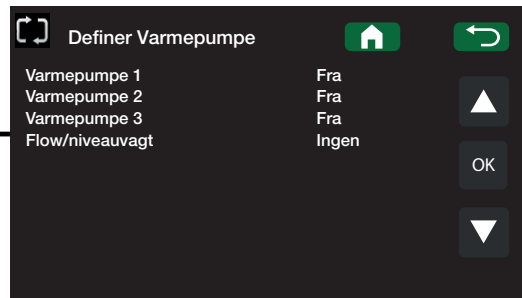 Definer Varmepumpe
Varmepumpe 1 Fra
Varmepumpe 2 Fra
Varmepumpe 3 Fra
Flow/niveauvagt Ingen
OK